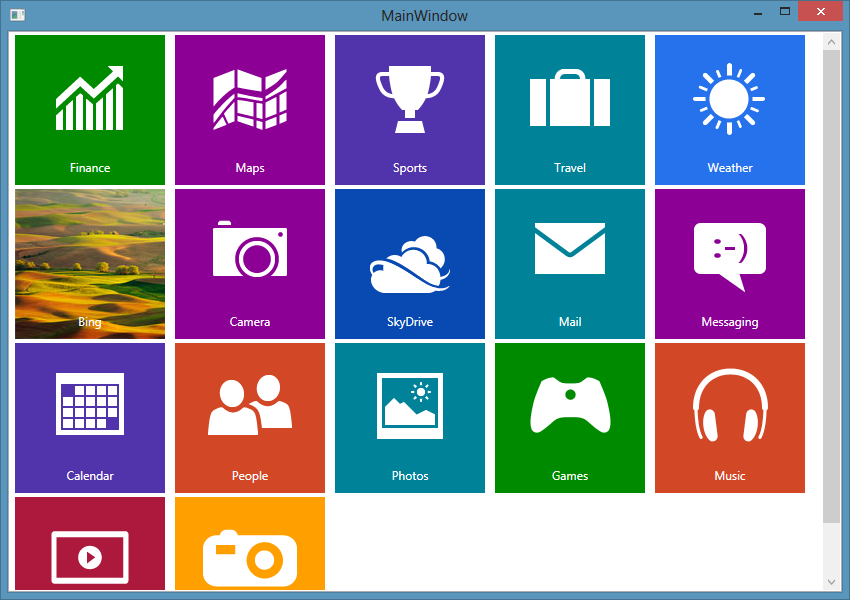 MainWindow
Finance
Maps
Sports
Travel
Weather
Bing
Camera
SkyDrive
Mail
:-)
Messaging
Calendar
People
Photos
Games
Music